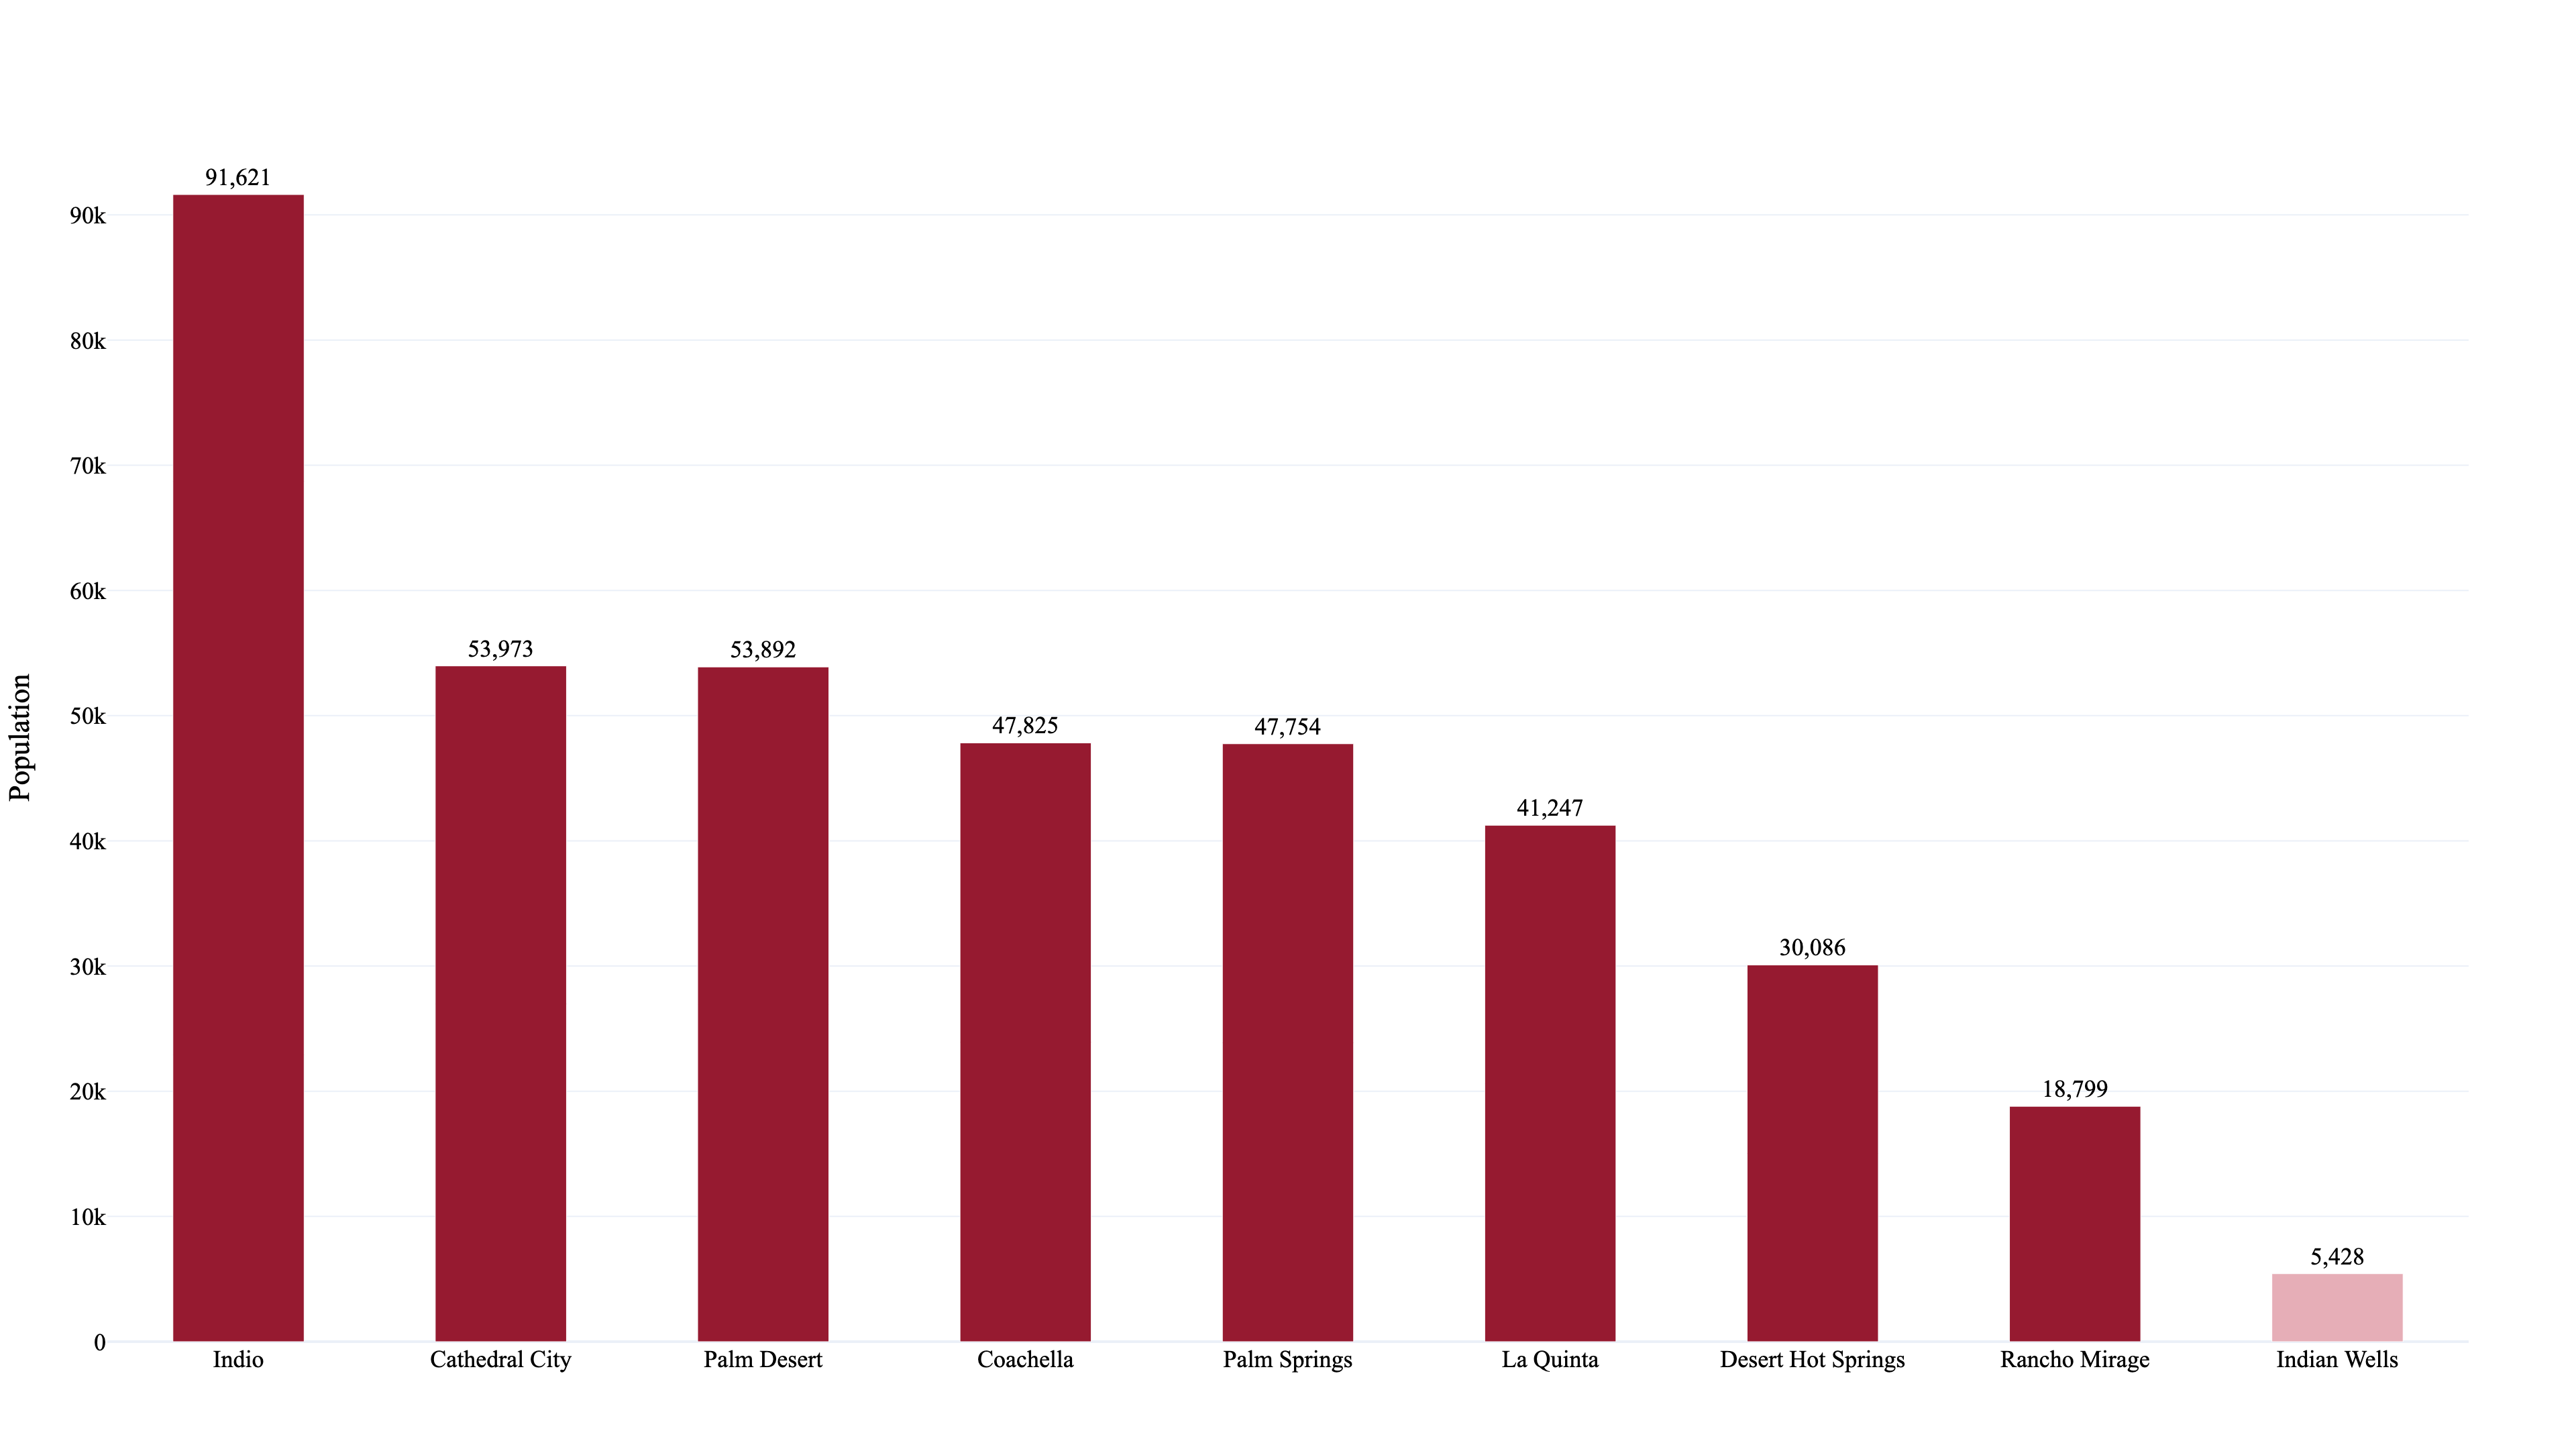 91,621
90k
80k
70k
60k
53,973
53,892
50k
47,825
47,754
Population
41,247
40k
30,086
30k
20k
18,799
10k
5,428
0
Indio
Cathedral City
Palm Desert
Coachella
Palm Springs
La Quinta
Desert Hot Springs
Rancho Mirage
Indian Wells